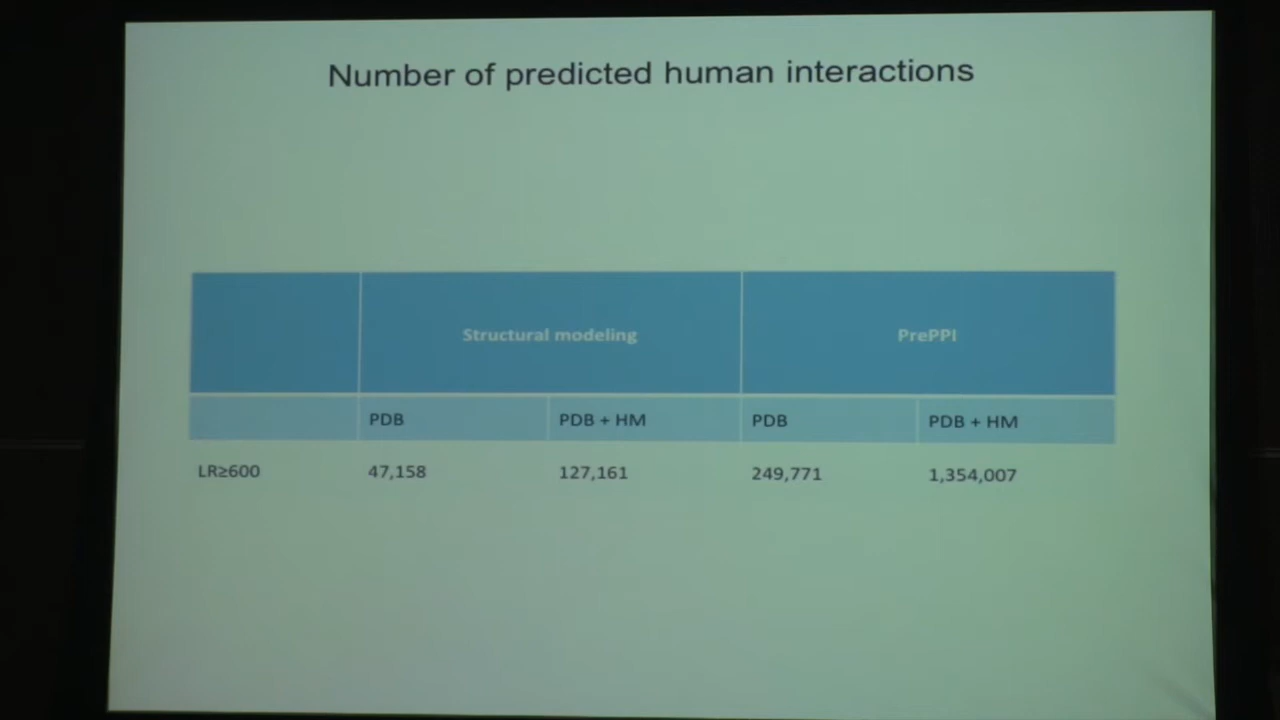 Number of predicted human interactions
Structural modeling PrePPI
PDB PDB + HM PDB PDB + HM
LR≥600 47,158 127,161 249,771 1,354,007